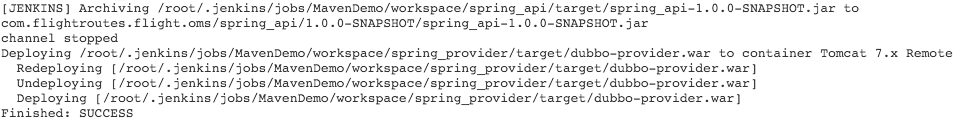 [JENKINS] Archiving /root/.jenkins/jobs/MavenDemo/workspace/spring_api/target/spring_api-1.0.0-SNAPSHOT.jar to
com.flightroutes.flight.oms/spring_api/1.0.0-SNAPSHOT/spring_api-1.0.0-SNAPSHOT.jar
channel stopped
Deploying /root/.jenkins/jobs/MavenDemo/workspace/spring_provider/target/dubbo-provider.war to container Tomcat 7.x Remote
  Redeploying [/root/.jenkins/jobs/MavenDemo/workspace/spring_provider/target/dubbo-provider.war]
  Undeploying [/root/.jenkins/jobs/MavenDemo/workspace/spring_provider/target/dubbo-provider.war]
  Deploying [/root/.jenkins/jobs/MavenDemo/workspace/spring_provider/target/dubbo-provider.war]
Finished: SUCCESS